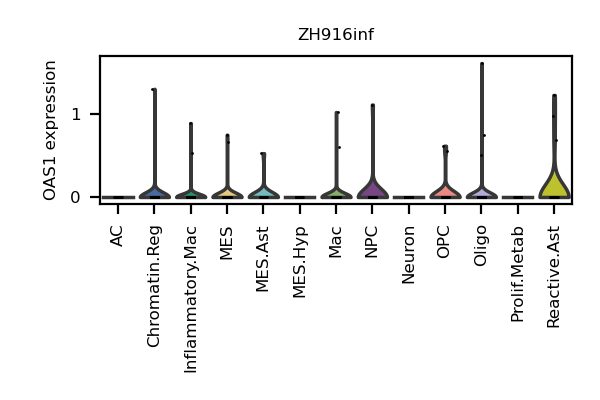 ZH916inf
OAS1 expression
1
0
AC
Chromatin.Reg
Inflammatory.Mac
MES
MES.Ast
MES.Hyp
Mac
NPC
Neuron
OPC
Oligo
Prolif.Metab
Reactive.Ast